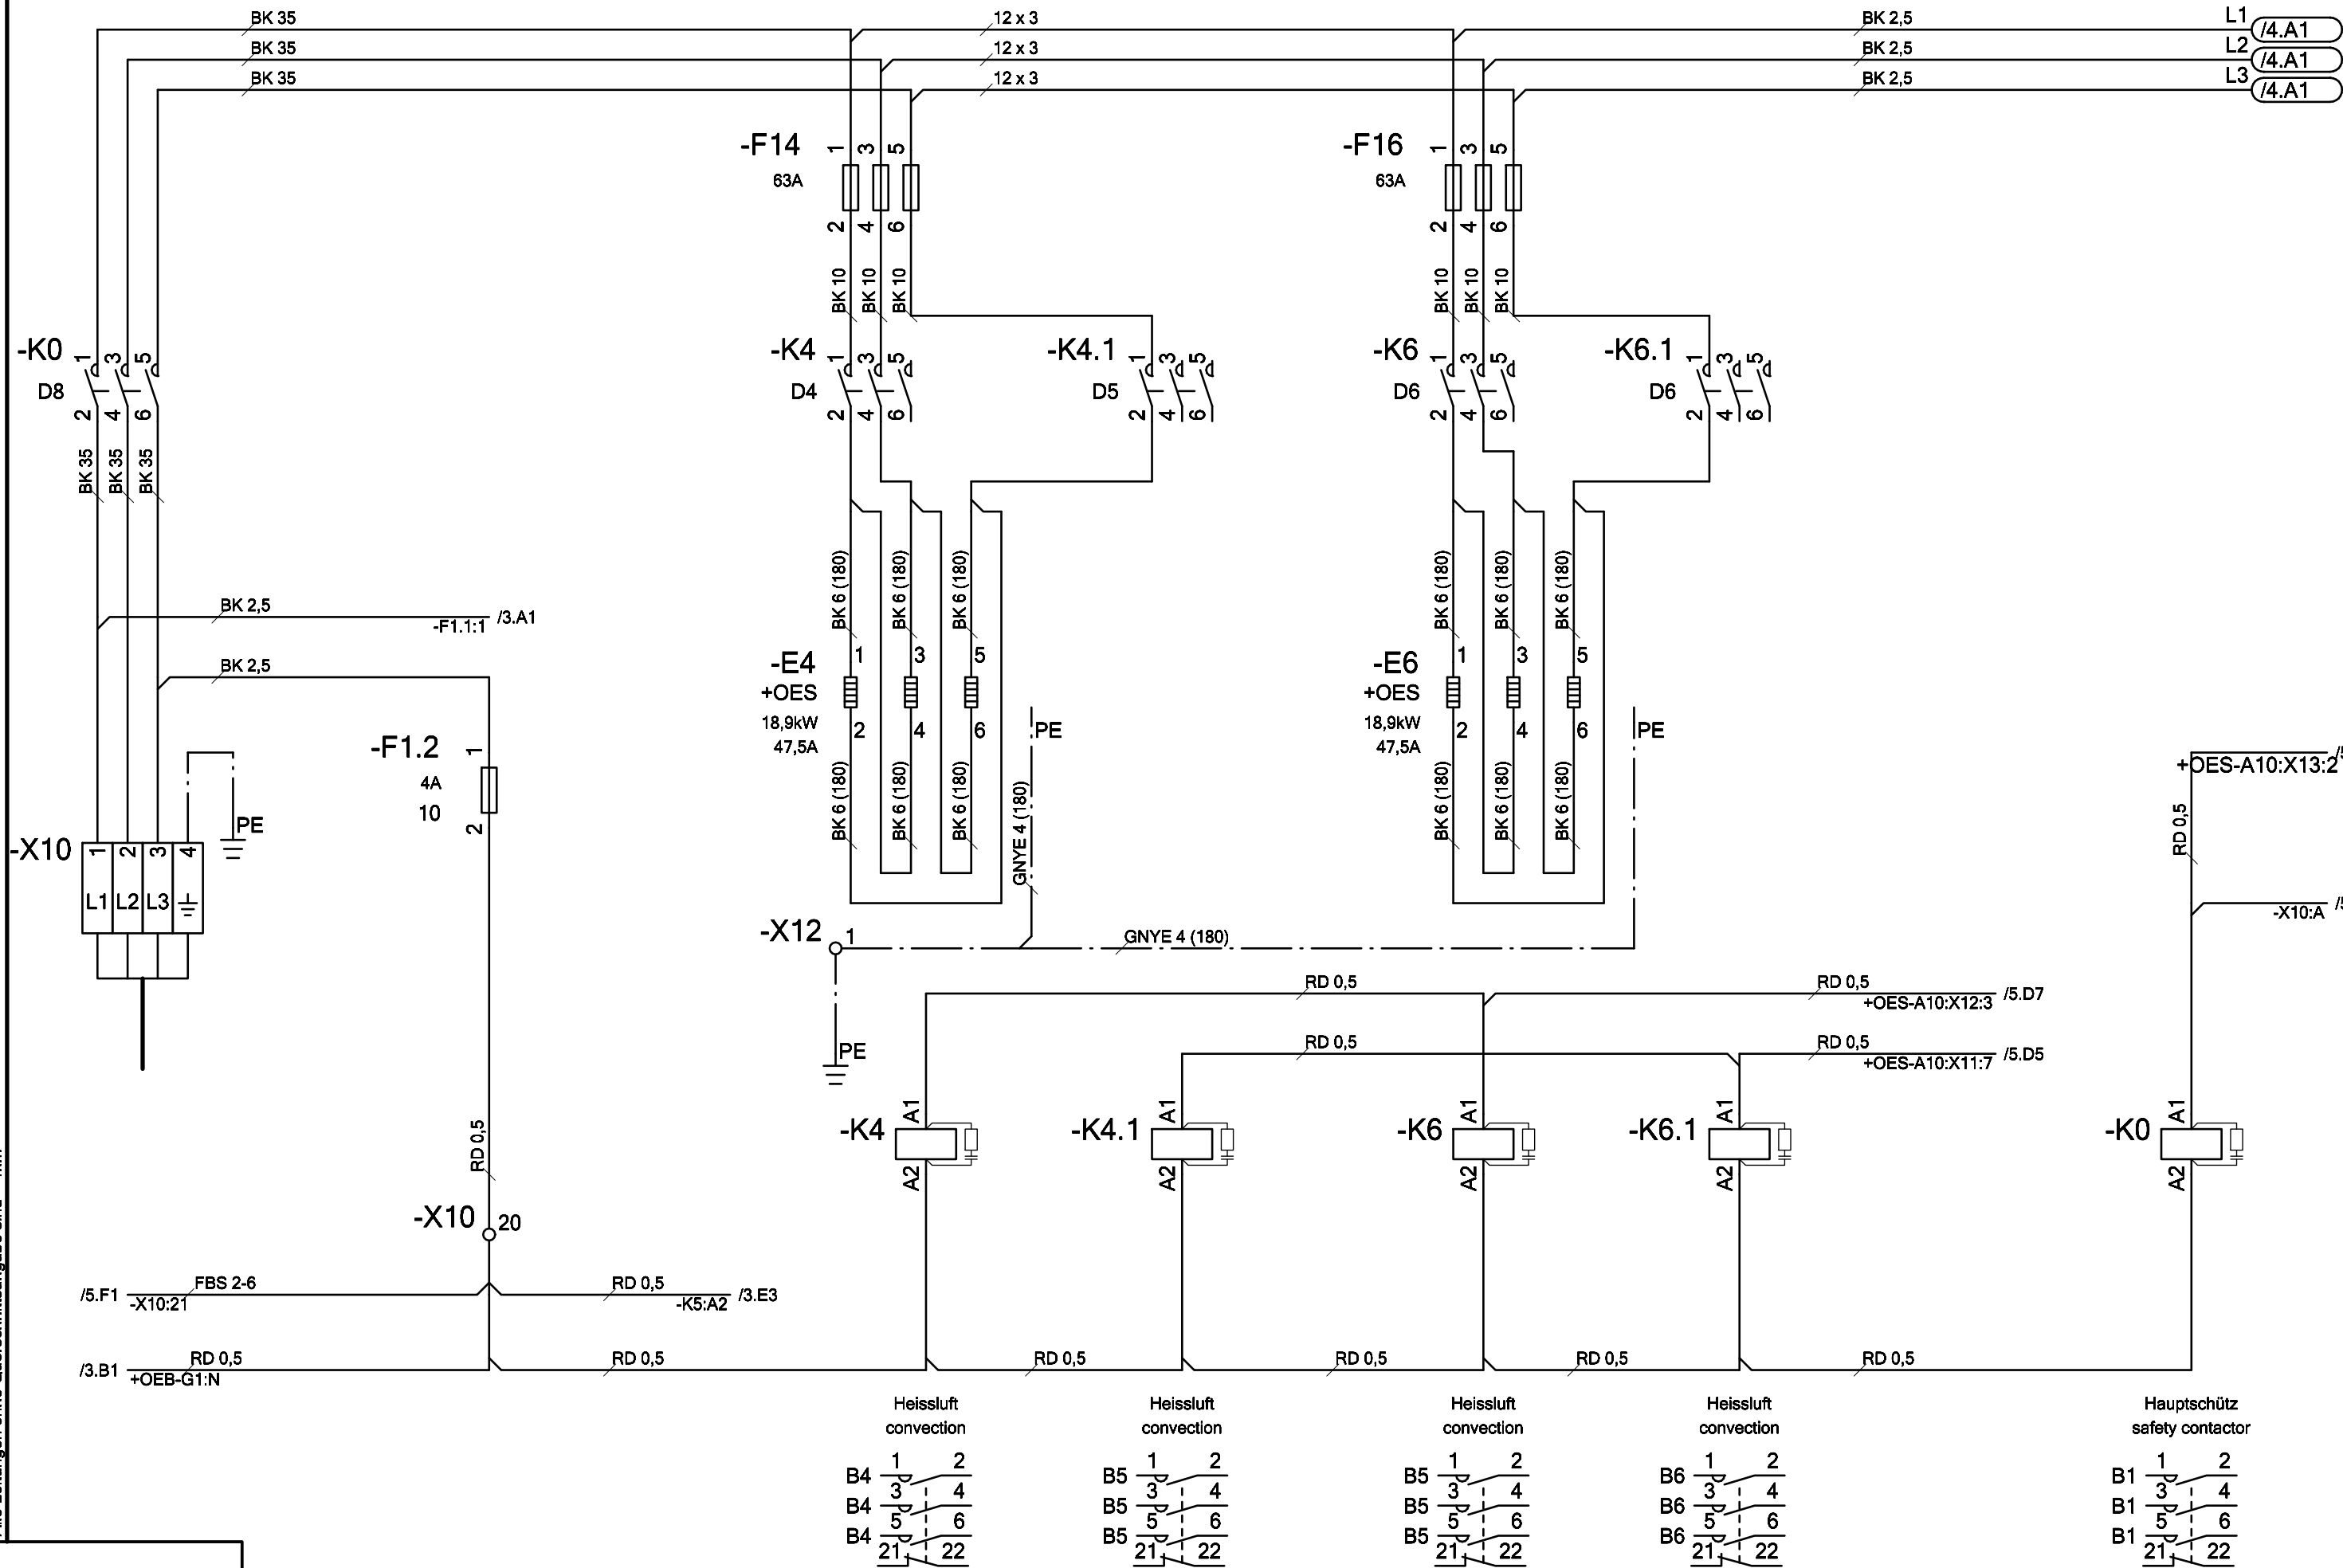 BK 35
12 x 3
BK 2,5
L1
/4.A1
BK 35
12 x 3
BK 2,5
L2
/4.A1
BK 35
12 x 3
BK 2,5
L3
/4.A1
-F14
63A
1 3 5
2 4 6
BK 10 BK 10 BK 10
-F16
63A
1 3 5
2 4 6
BK 10 BK 10 BK 10
-K0
D8
1 3 5
2 4 6
BK 35 BK 35 BK 35
-K4
D4
1 3 5
2 4 6
-K4.1
D5
1 3 5
2 4 6
-K6
D6
1 3 5
2 4 6
-K6.1
D6
1 3 5
2 4 6
BK 2,5
-F1.1:1
/3.A1
BK 2,5
-F1.2
4A
10
1
2
PE
-X10
1 2 3 4
L1 L2 L3
BK 6 (180) BK 6 (180) BK 6 (180)
-E4
+OES
18,9kW
47,5A
1 3 5
2 4 6
BK 6 (180) BK 6 (180) BK 6 (180)
PE
GNYE 4 (180)
BK 6 (180) BK 6 (180) BK 6 (180)
-E6
+OES
18,9kW
47,5A
1 3 5
2 4 6
BK 6 (180) BK 6 (180) BK 6 (180)
PE
+OES-A10:X13:2
RD 0,5
-X10:A
-X12
1
GNYE 4 (180)
PE
RD 0,5
RD 0,5
+OES-A10:X12:3
/5.D7
RD 0,5
RD 0,5
+OES-A10:X11:7
/5.D5
-K4
A1
A2
-K4.1
A1
A2
-K6
A1
A2
-K6.1
A1
A2
-K0
A1
A2
RD 0,5
-X10
20
/5.F1
FBS 2-6
-X10:21
RD 0,5
-K5:A2
/3.E3
/3.B1
RD 0,5
+OEB-G1:N
RD 0,5
RD 0,5
RD 0,5
RD 0,5
RD 0,5
Heissluft
convection
B4 1 2
B4 3 4
B4 5 6
21 22
Heissluft
convection
B5 1 2
B5 3 4
B5 5 6
21 22
Heissluft
convection
B5 1 2
B5 3 4
B5 5 6
21 22
Heissluft
convection
B6 1 2
B6 3 4
B6 5 6
21 22
Hauptschütz
safety contactor
B1 1 2
B1 3 4
B1 5 6
21 22